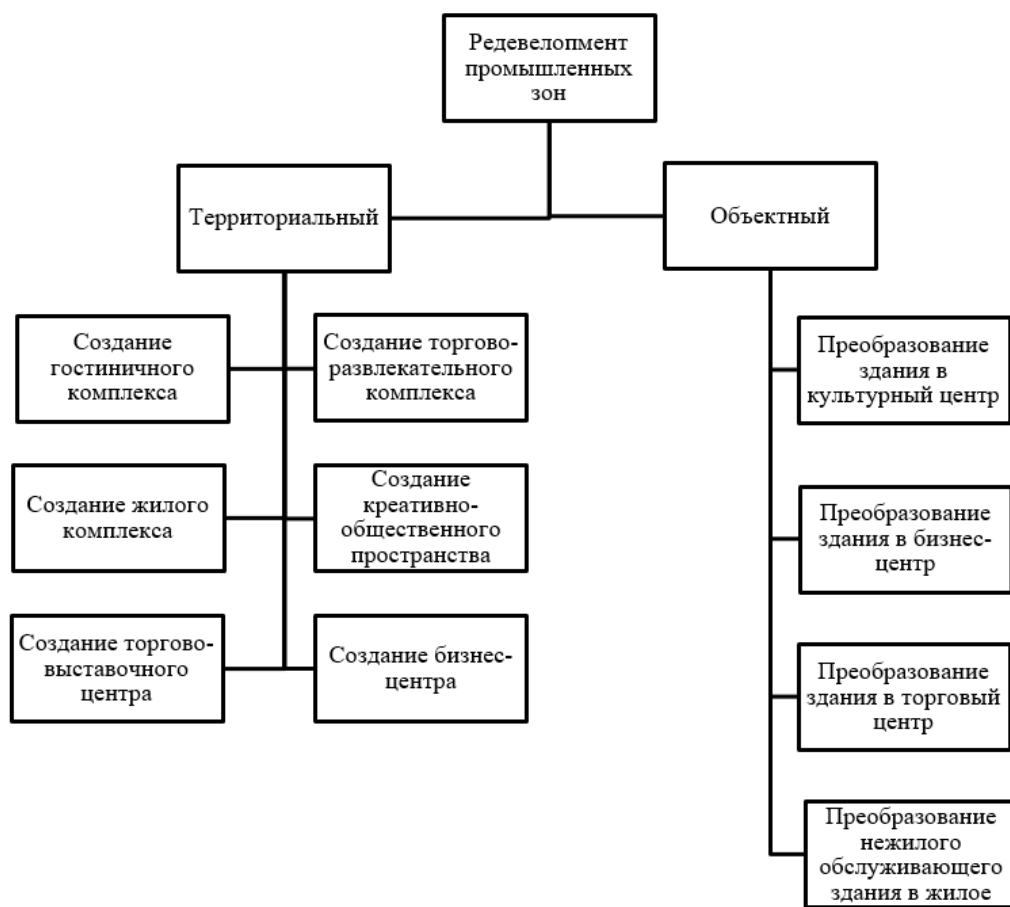 Редевелопмент
промышленных
зон
Территориальный
Объектный
Создание
гостиничного
комплекса
Создание торгово-
развлекательного
комплекса
Создание жилого
комплекса
Создание
креативно-
общественного
пространства
Создание торгово-
выставочного
центра
Создание бизнес-
центра
Преобразование
здания в
культурный центр
Преобразование
здания в бизнес-
центр
Преобразование
здания в торговый
центр
Преобразование
нежилого
обслуживающего
здания в жилое